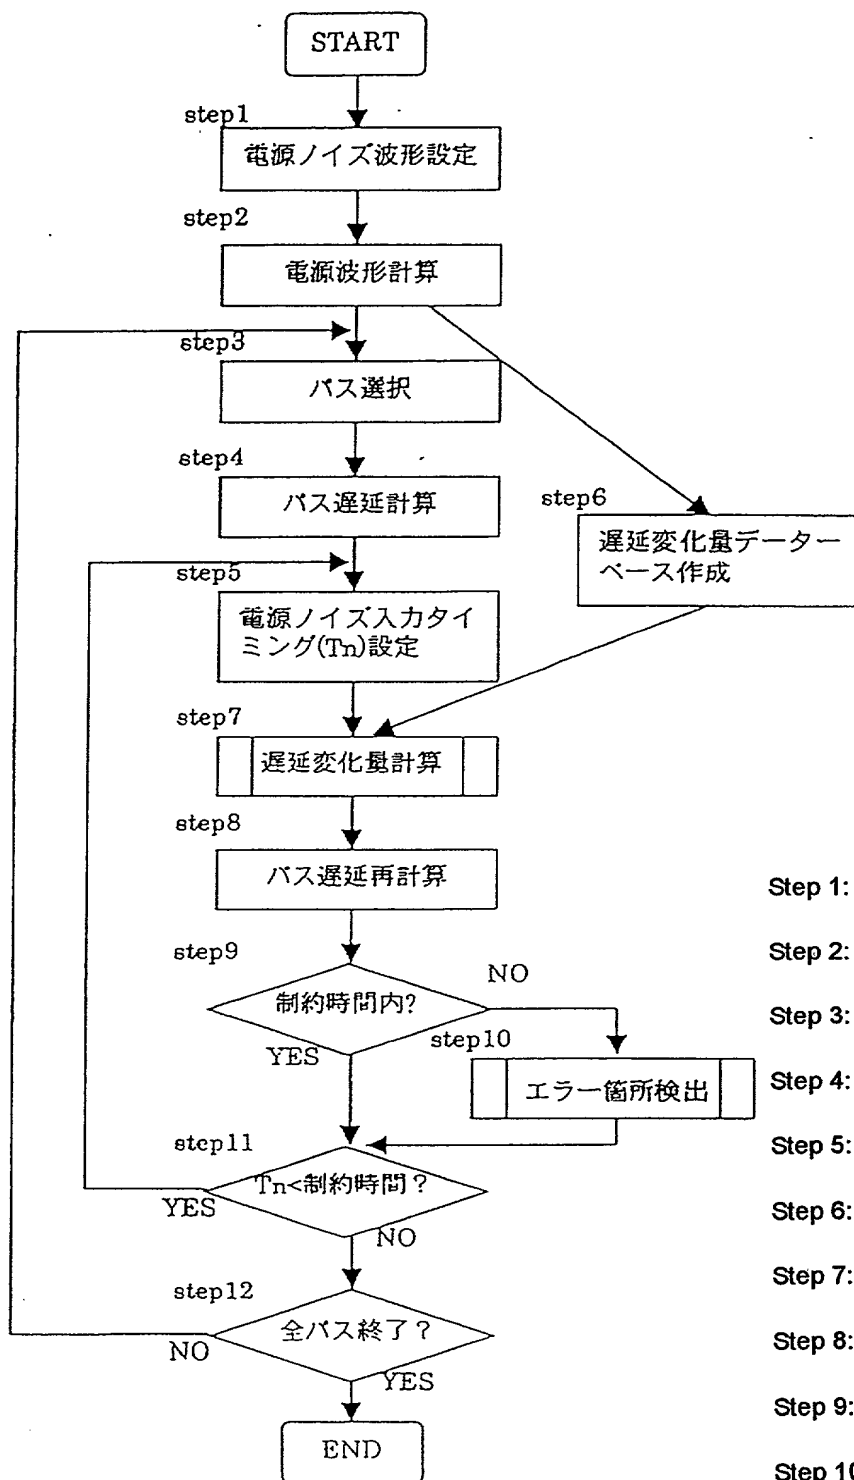 START
step1
電源ノイズ波形設定
step2
電源波形計算
step3
パス選択
step4
パス遅延計算
step6
遅延変化量データー
ベース作成
step5
電源ノイズ入力タイ
ミング(Tn)設定
step7
遅延変化量計算
step8
パス遅延再計算
step9
制約時間内?
NO
YES
step10
エラー箇所検出
step11
Tn<制約時間？
YES
NO
step12
全パス終了？
NO
YES
END
Step 1:
Step 2:
Step 3:
Step 4:
Step 5:
Step 6:
Step 7:
Step 8:
Step 9:
Step 10